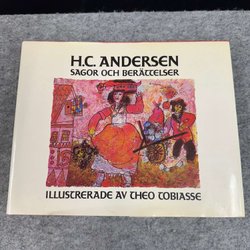 H.C. ANDERSEN
SAGOR OCH BERÄTTELSER
ILLUSTRERADE AV THEO TOBIASSE